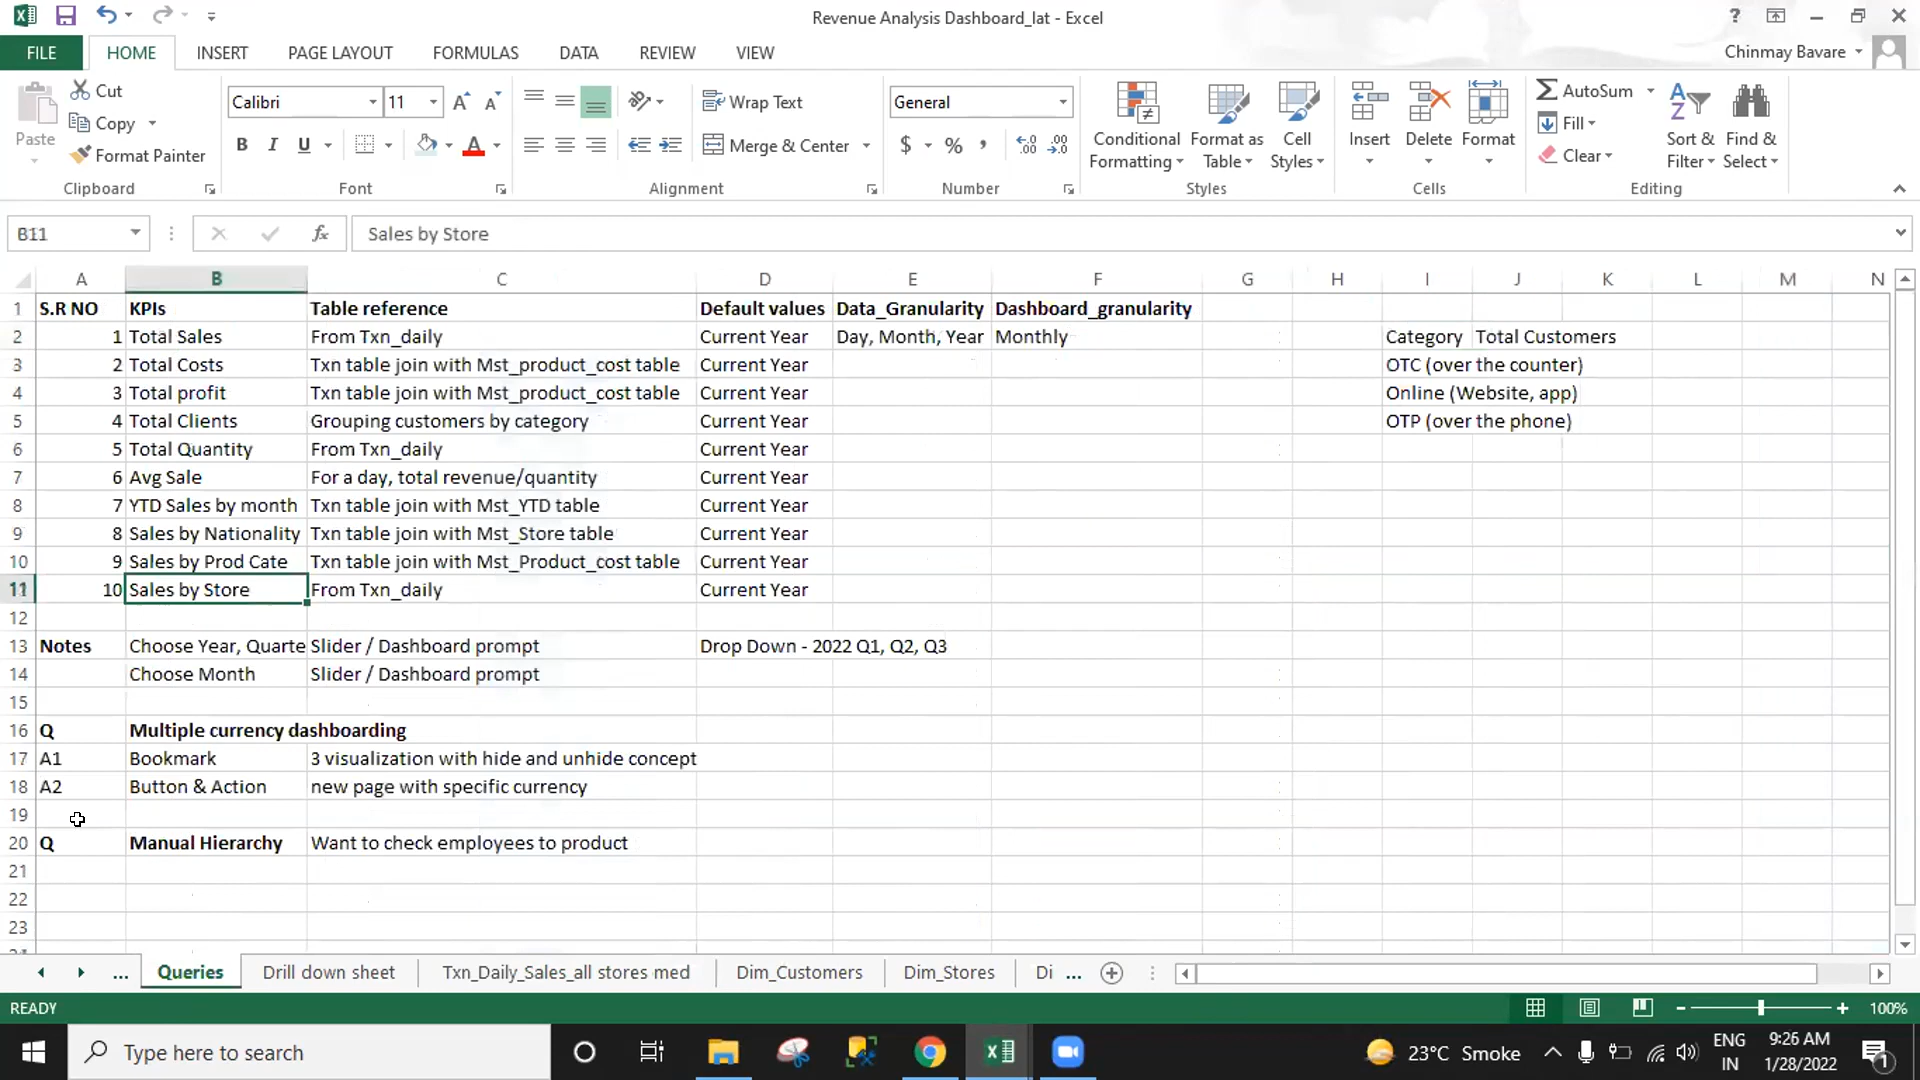 Revenue Analysis Dashboard_lat - Excel
?
Chinmay Bavare
FILE HOME INSERT PAGE LAYOUT FORMULAS DATA REVIEW VIEW
Paste
Cut
Copy
Format Painter
Clipboard
Calibri 11
B I U
Font
Wrap Text
Merge & Center
Alignment
General
$ % ,
Number
Conditional Formatting
Format as Table
Cell Styles
Styles
Insert Delete Format
Cells
AutoSum
Fill
Clear
Sort & Filter
Find & Select
Editing
B11 fx Sales by Store
A B C D E F G H I J K L M N
1 S.R NO KPIs Table reference Default values Data_Granularity Dashboard_granularity
2 1 Total Sales From Txn_daily Current Year Day, Month, Year Monthly Category Total Customers
3 2 Total Costs Txn table join with Mst_product_cost table Current Year OTC (over the counter)
4 3 Total profit Txn table join with Mst_product_cost table Current Year Online (Website, app)
5 4 Total Clients Grouping customers by category Current Year OTP (over the phone)
6 5 Total Quantity From Txn_daily Current Year
7 6 Avg Sale For a day, total revenue/quantity Current Year
8 7 YTD Sales by month Txn table join with Mst_YTD table Current Year
9 8 Sales by Nationality Txn table join with Mst_Store table Current Year
10 9 Sales by Prod Cate Txn table join with Mst_Product_cost table Current Year
11 10 Sales by Store From Txn_daily Current Year
12
13 Notes Choose Year, Quarte Slider / Dashboard prompt Drop Down - 2022 Q1, Q2, Q3
14 Choose Month Slider / Dashboard prompt
15
16 Q Multiple currency dashboarding
17 A1 Bookmark 3 visualization with hide and unhide concept
18 A2 Button & Action new page with specific currency
19
20 Q Manual Hierarchy Want to check employees to product
21
22
23
... Queries Drill down sheet Txn_Daily_Sales_all stores med Dim_Customers Dim_Stores Di ...
READY 100%
Type here to search
23°C Smoke
ENG
IN
9:26 AM
1/28/2022
1